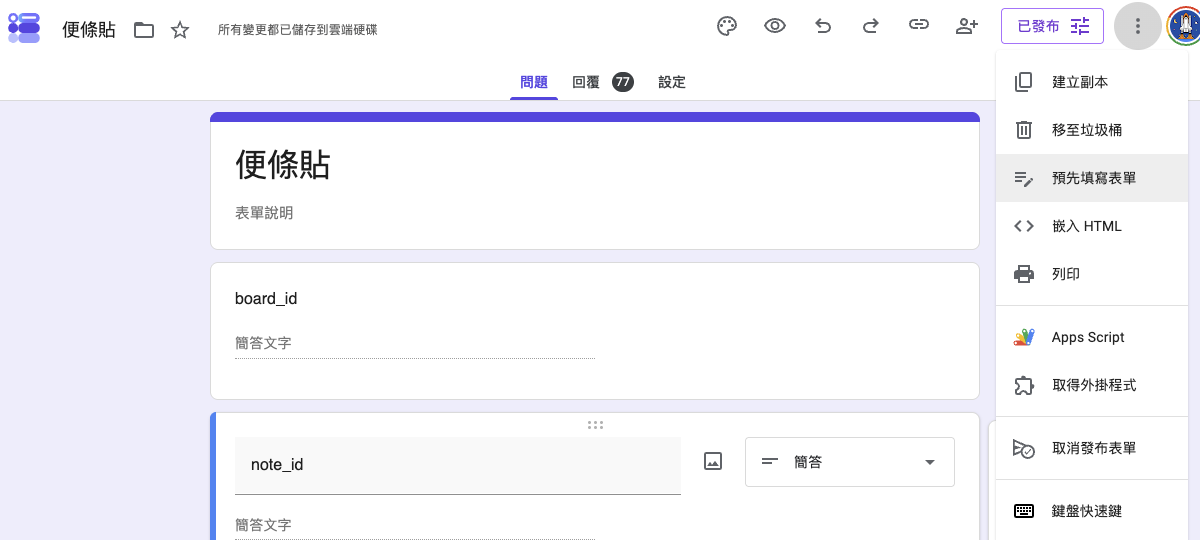 便條貼
所有變更都已儲存到雲端硬碟
已發布
問題
回覆 77
設定
便條貼
表單說明
board_id
簡答文字
note_id
簡答
簡答文字
建立副本
移至垃圾桶
預先填寫表單
嵌入 HTML
列印
Apps Script
取得外掛程式
取消發布表單
鍵盤快速鍵